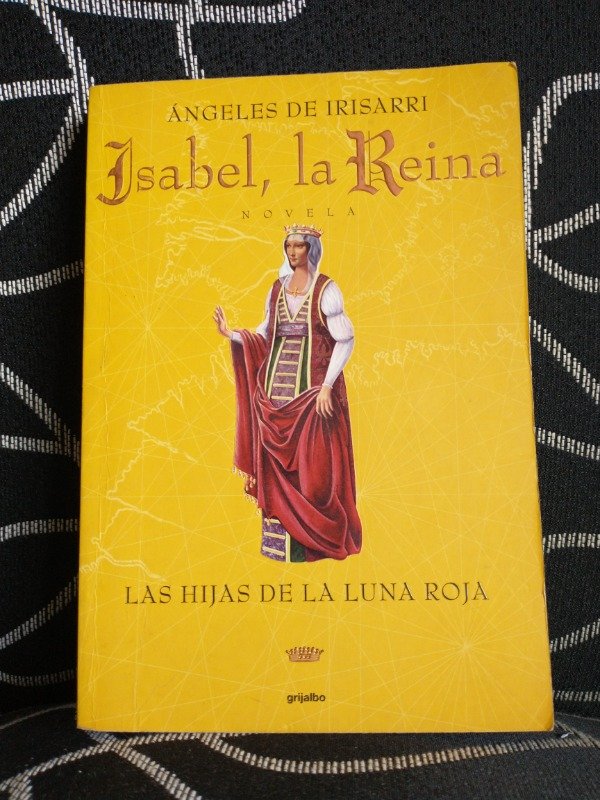 ÁNGELES DE IRISARRI
Isabel, la Reina
NOVELA
LAS HIJAS DE LA LUNA ROJA
grijalbo